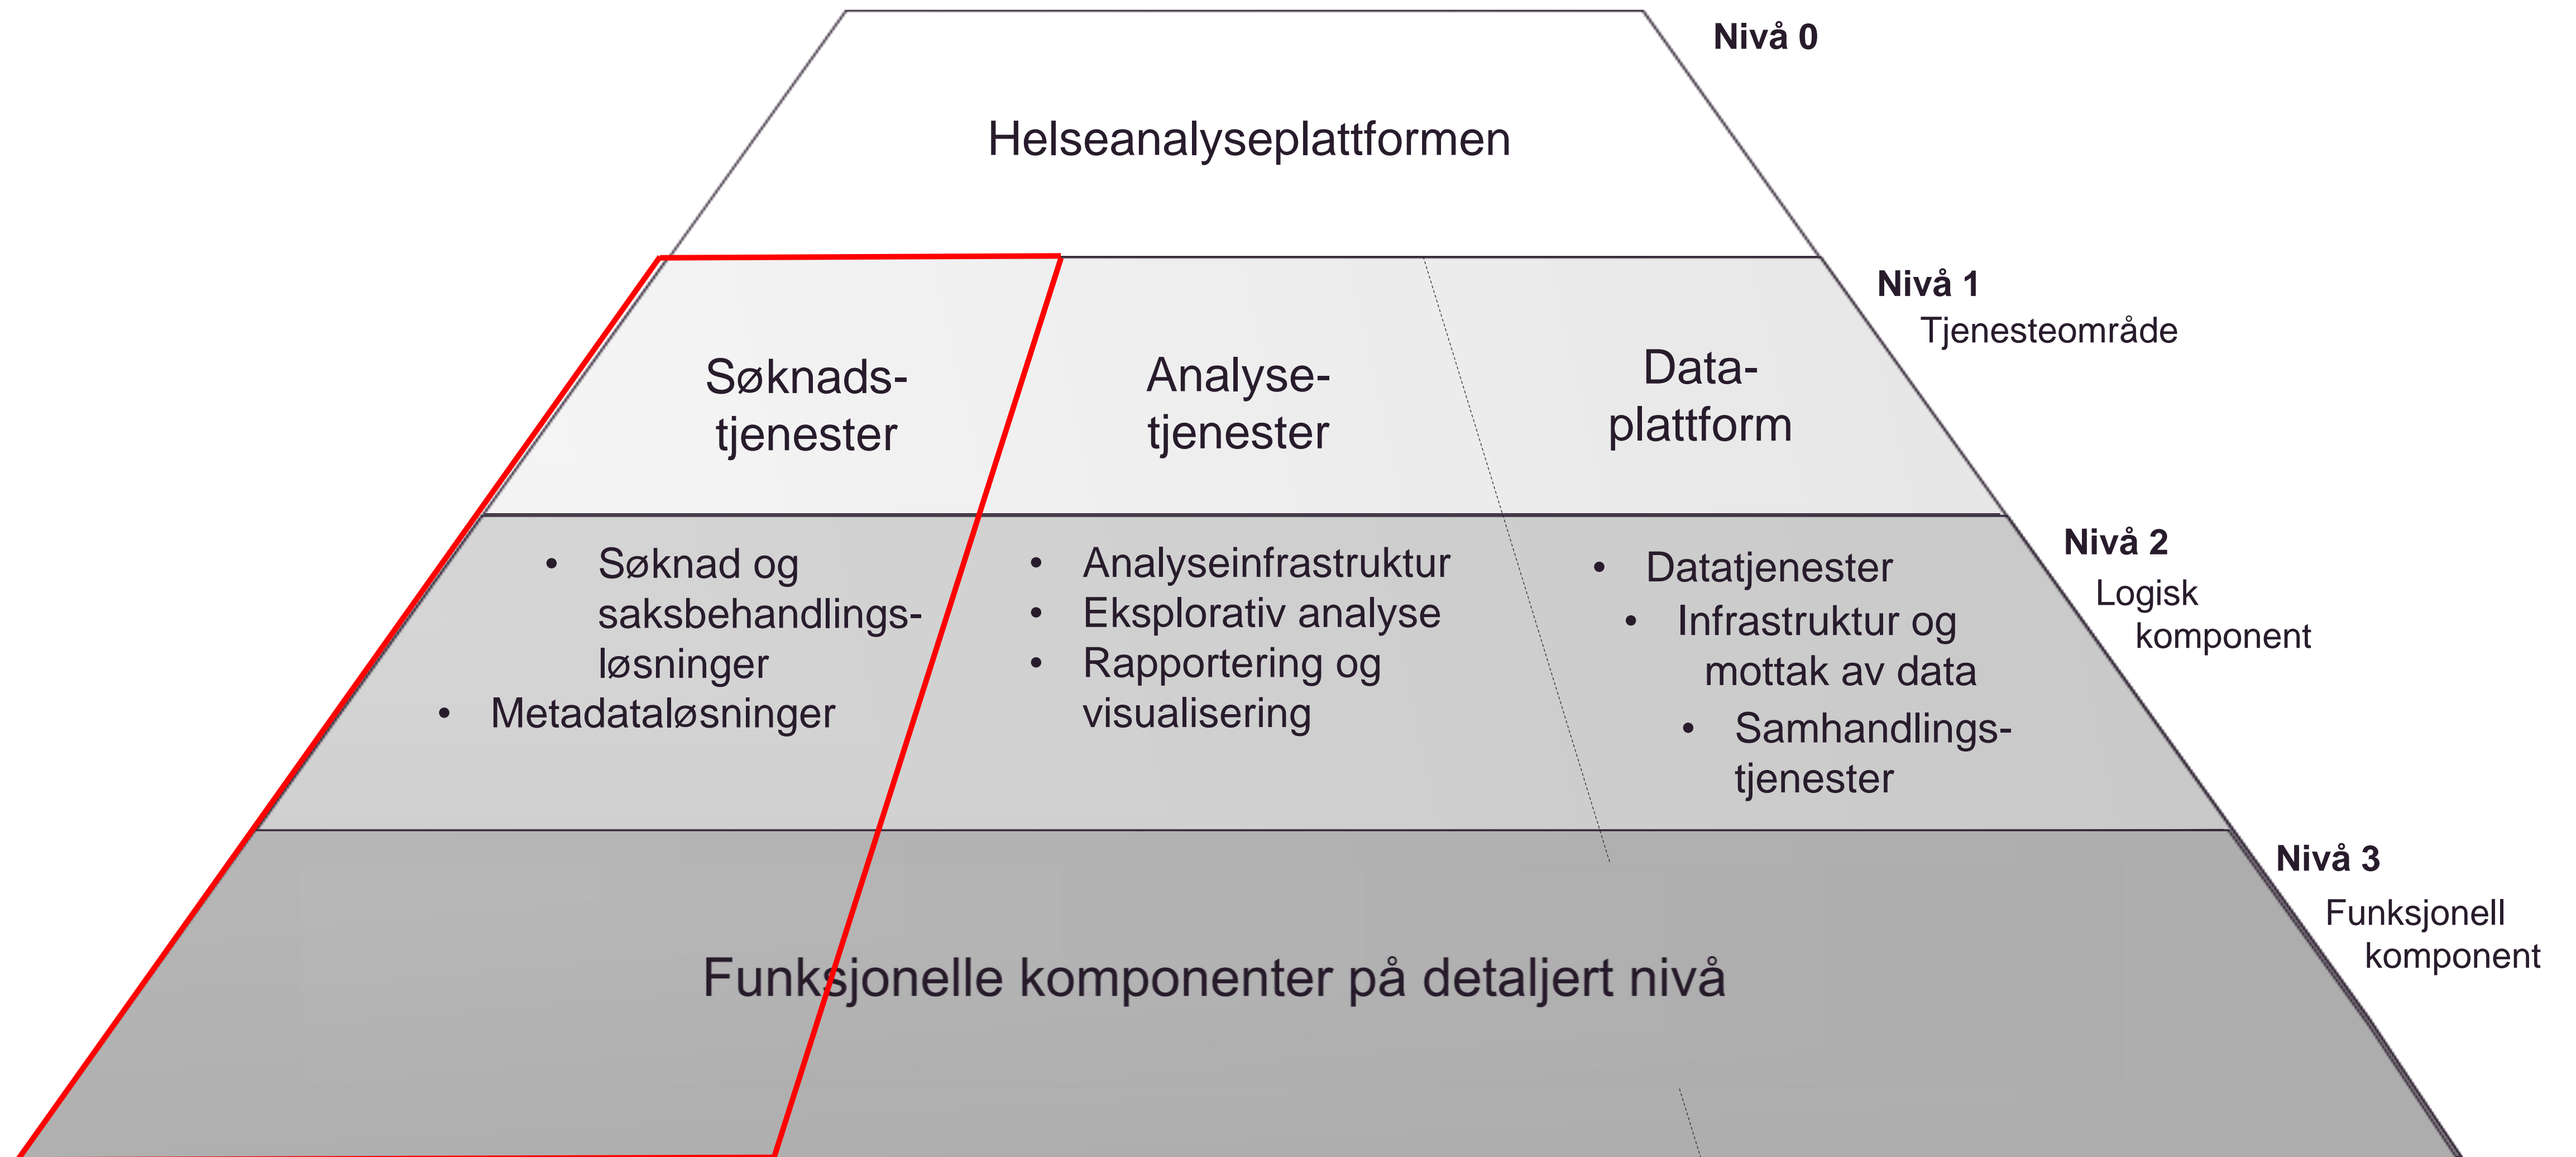 Nivå 0
Helseanalyseplattformen
Nivå 1
Tjenesteområde
Søknads-
tjenester
Analyse-
tjenester
Data-
plattform
Nivå 2
Logisk
komponent
• Søknad og
saksbehandlings-
løsninger
• Metadataløsninger
• Analyseinfrastruktur
• Eksplorativ analyse
• Rapportering og
visualisering
• Datatjenester
• Infrastruktur og
mottak av data
• Samhandlings-
tjenester
Nivå 3
Funksjonell
komponent
Funksjonelle komponenter på detaljert nivå